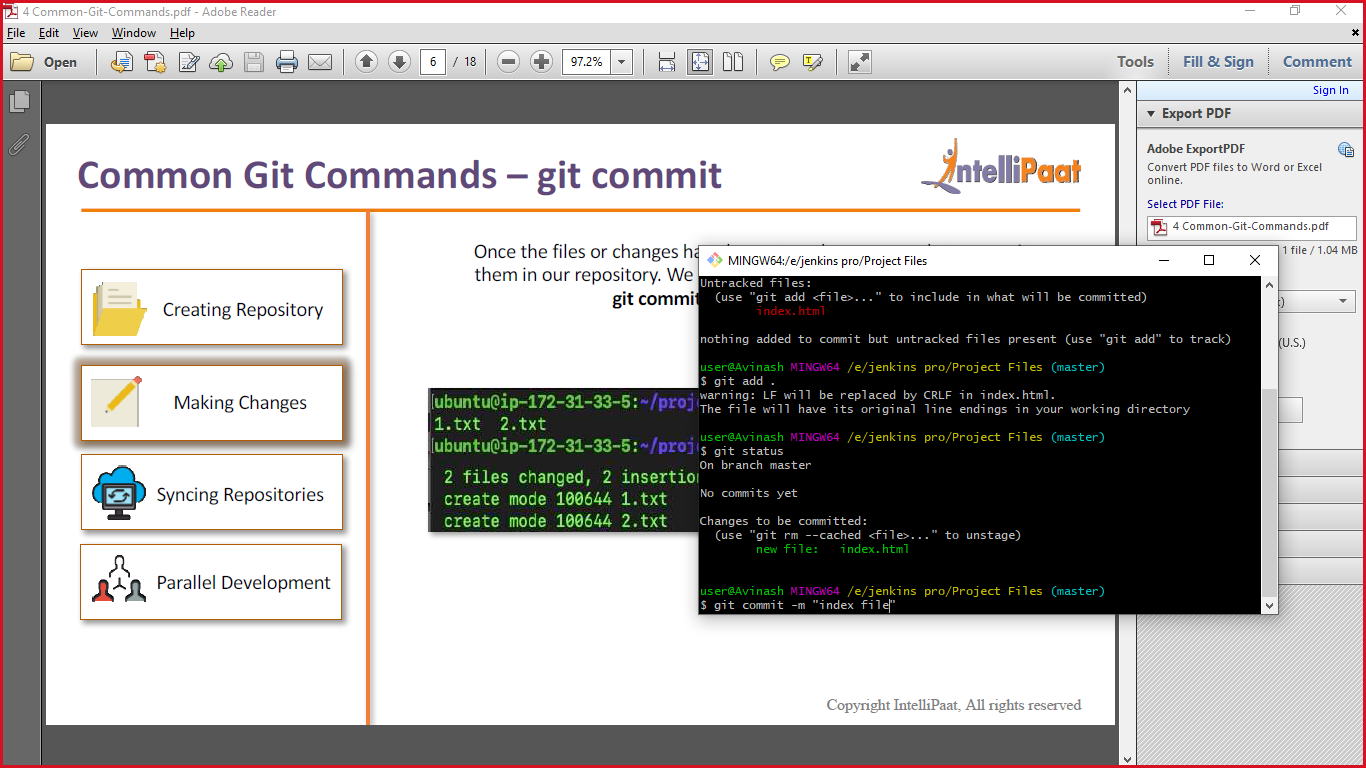 4 Common-Git-Commands.pdf - Adobe Reader
File Edit View Window Help
Open
6 / 18
97.2%
Tools
Fill & Sign
Comment
Sign In
Export PDF
Adobe ExportPDF
Convert PDF files to Word or Excel
online.
Select PDF File:
4 Common-Git-Commands.pdf
1 file / 1.04 MB
(U.S.)
Common Git Commands – git commit
IntelliPaat
Creating Repository
Making Changes
Syncing Repositories
Parallel Development
Once the files or changes
them in our repository. We
git commit
ubuntu@ip-172-31-33-5:~/proj
1.txt 2.txt
ubuntu@ip-172-31-33-5:~/proj
2 files changed, 2 insertion
create mode 100644 1.txt
create mode 100644 2.txt
MINGW64:/e/jenkins pro/Project Files
Untracked files:
(use "git add <file>..." to include in what will be committed)
index.html
nothing added to commit but untracked files present (use "git add" to track)
user@Avinash MINGW64 /e/jenkins pro/Project Files (master)
$ git add .
warning: LF will be replaced by CRLF in index.html.
The file will have its original line endings in your working directory
user@Avinash MINGW64 /e/jenkins pro/Project Files (master)
$ git status
On branch master
No commits yet
Changes to be committed:
(use "git rm --cached <file>..." to unstage)
new file: index.html
user@Avinash MINGW64 /e/jenkins pro/Project Files (master)
$ git commit -m "index file"
Copyright IntelliPaat, All rights reserved